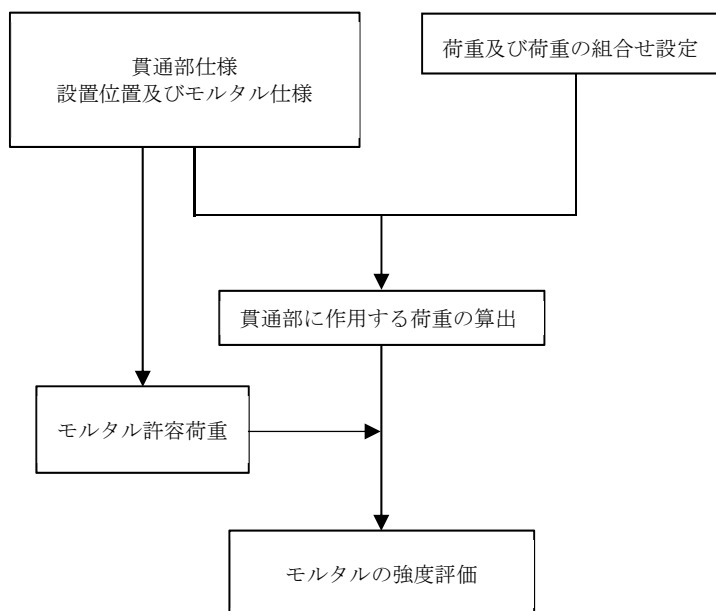 貫通部仕様
設置位置及びモルタル仕様
荷重及び荷重の組合せ設定
貫通部に作用する荷重の算出
モルタル許容荷重
モルタルの強度評価